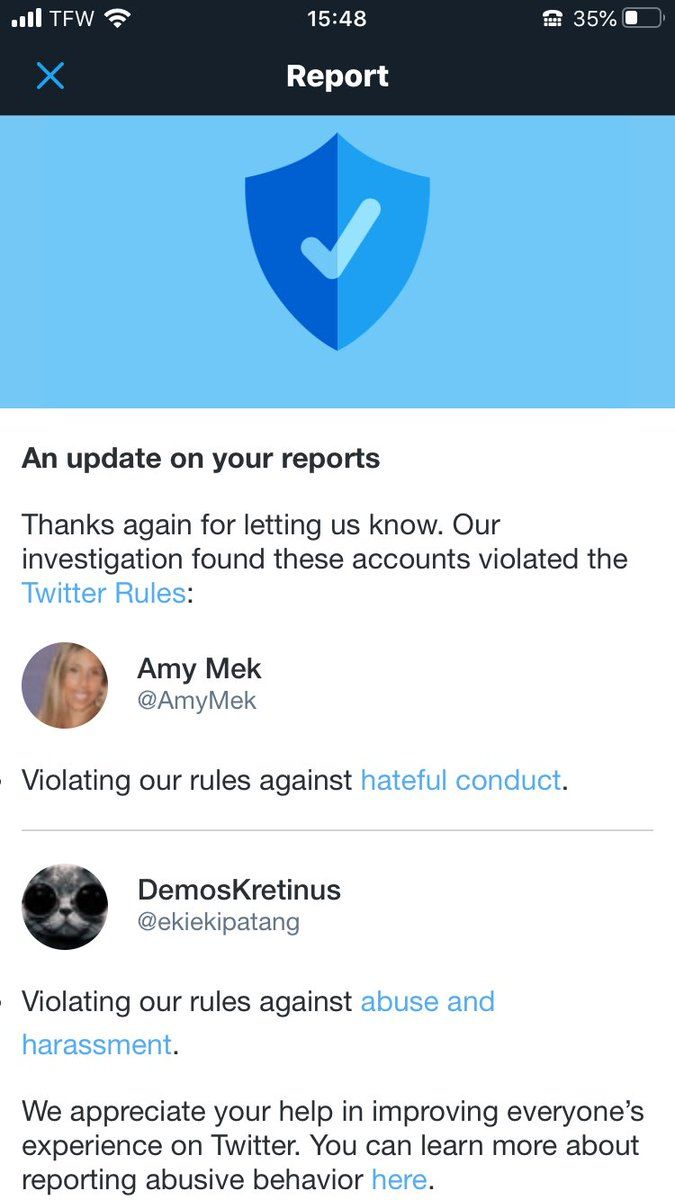 TFW 15:48 35%
Report
An update on your reports
Thanks again for letting us know. Our
investigation found these accounts violated the
Twitter Rules:
Amy Mek
@AmyMek
Violating our rules against hateful conduct.
DemosKretinus
@ekiekipatang
Violating our rules against abuse and
harassment.
We appreciate your help in improving everyone’s
experience on Twitter. You can learn more about
reporting abusive behavior here.